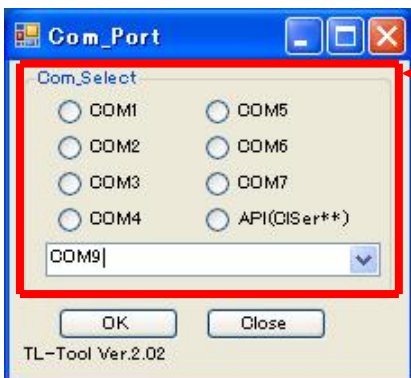 Com_Port
Com_Select
COM1 COM5
COM2 COM6
COM3 COM7
COM4 API(CISer**)
COM9
OK Close
TL-Tool Ver.2.02